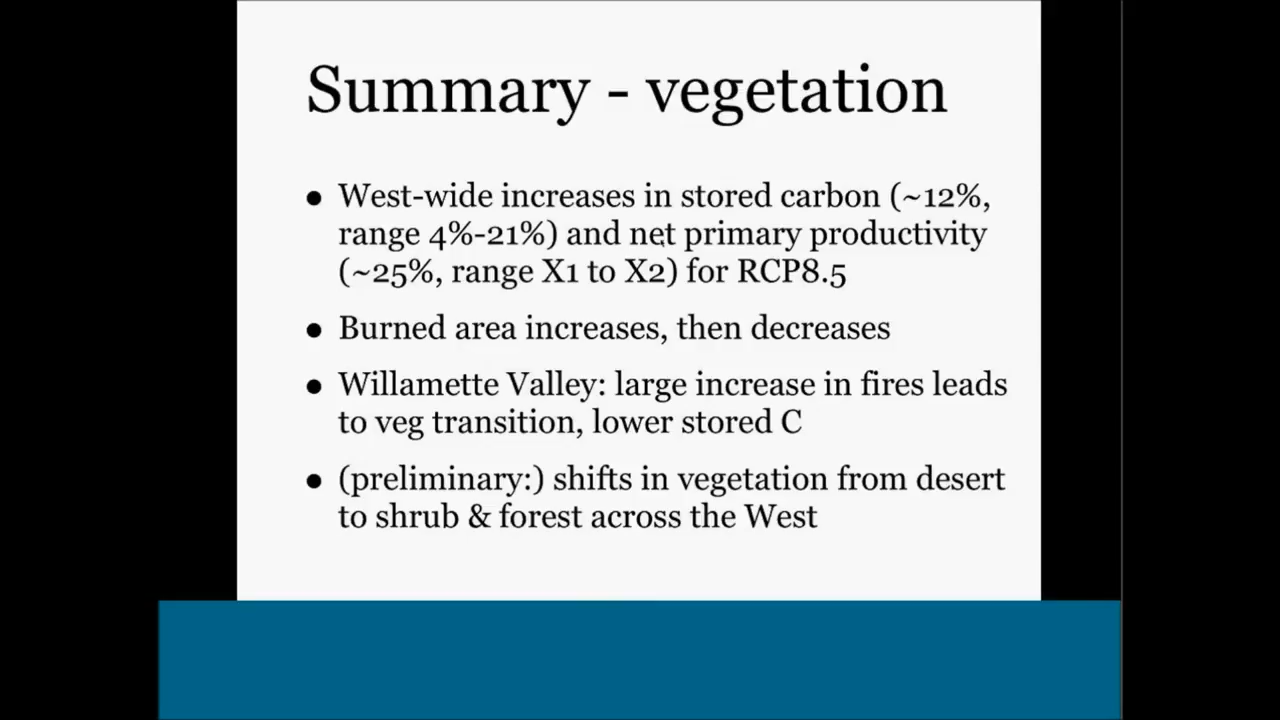 Summary - vegetation
● West-wide increases in stored carbon (~12%,
range 4%-21%) and net primary productivity
(~25%, range X1 to X2) for RCP8.5
● Burned area increases, then decreases
● Willamette Valley: large increase in fires leads
to veg transition, lower stored C
● (preliminary:) shifts in vegetation from desert
to shrub & forest across the West